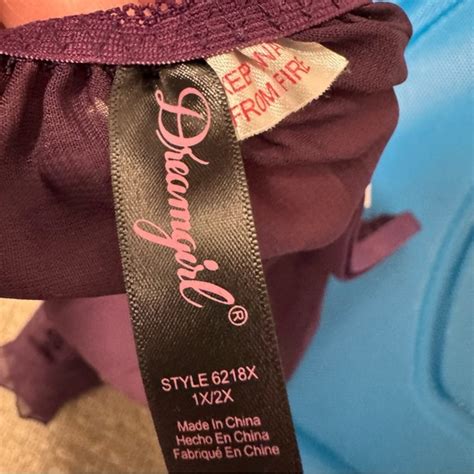 FROM FIRE
Dreamgirl®
STYLE 6218X
1X/2X
Made In China
Hecho En China
Fabriqué En Chine